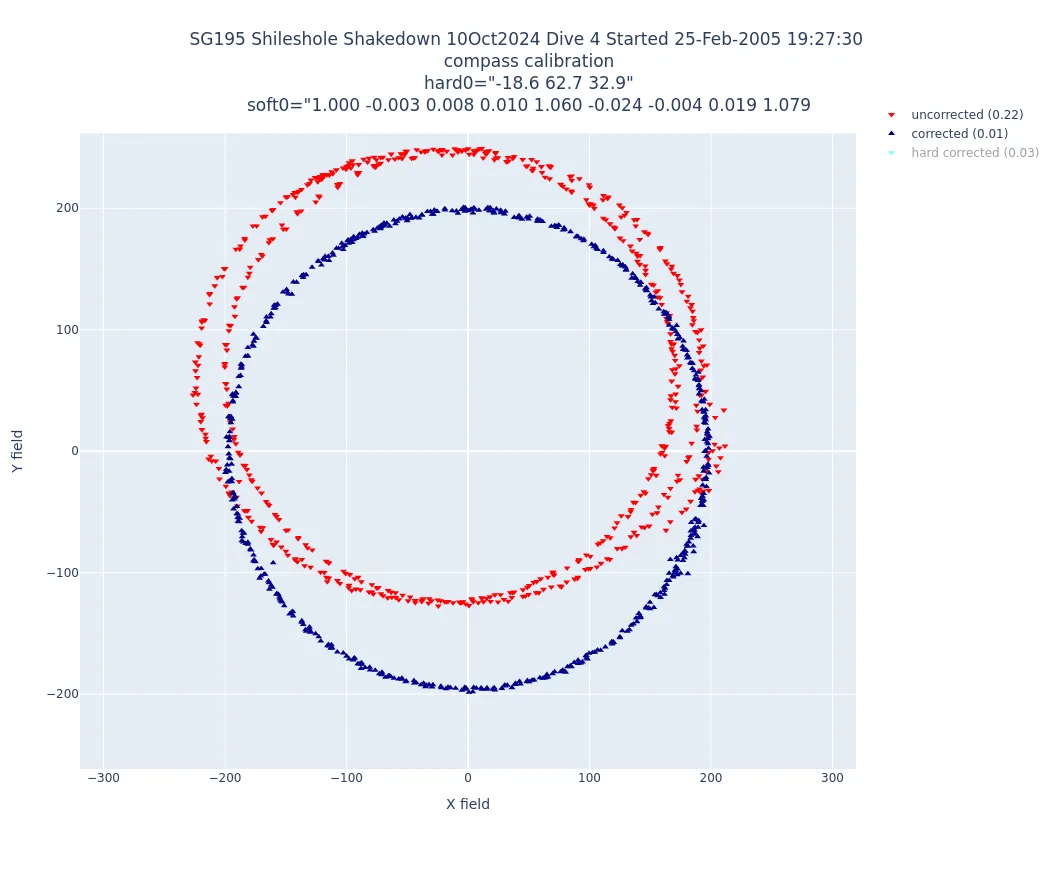 SG195 Shileshole Shakedown 10Oct2024 Dive 4 Started 25-Feb-2005 19:27:30
compass calibration
hard0="-18.6 62.7 32.9"
soft0="1.000 -0.003 0.008 0.010 1.060 -0.024 -0.004 0.019 1.079
uncorrected (0.22)
corrected (0.01)
hard corrected (0.03)
Y field
200
100
0
−100
−200
−300
−200
−100
0
100
200
300
X field